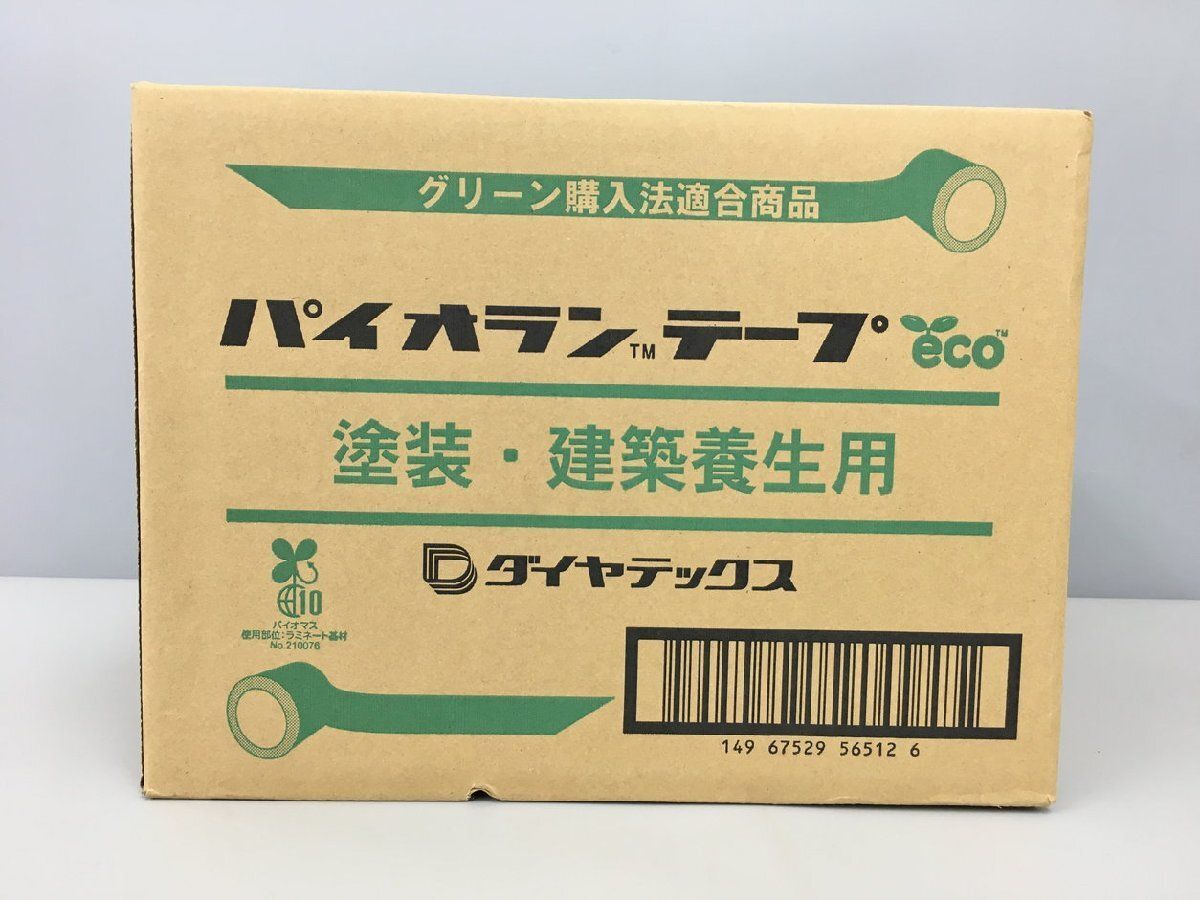 グリーン購入法適合商品
パイオラン™テープ eco™
塗装・建築養生用
ダイヤテックス
10
バイオマス
使用部位：ラミネート基材
No.210076
149 67529 56512 6